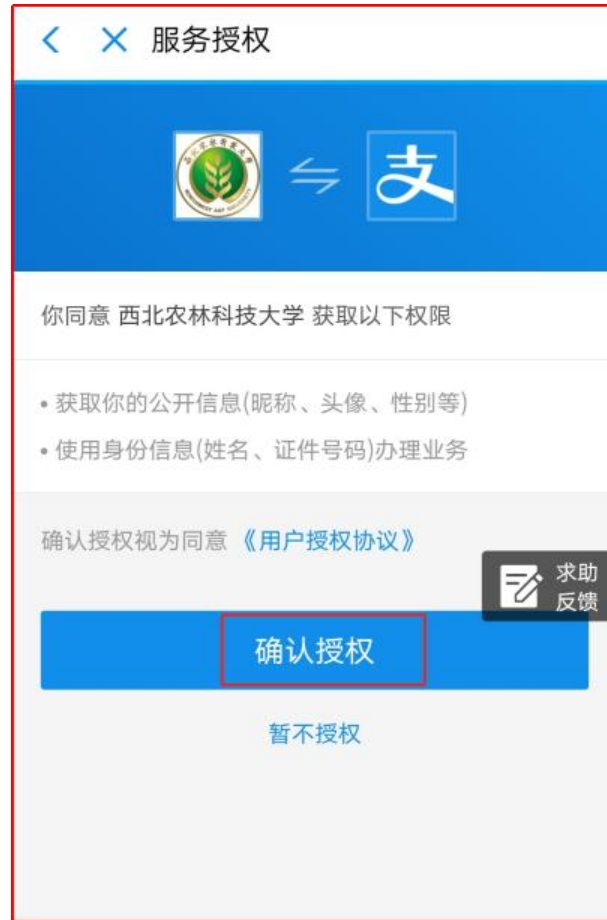 服务授权
支
你同意 西北农林科技大学 获取以下权限
• 获取你的公开信息(昵称、头像、性别等)
• 使用身份信息(姓名、证件号码)办理业务
确认授权视为同意 《用户授权协议》
求助
反馈
确认授权
暂不授权